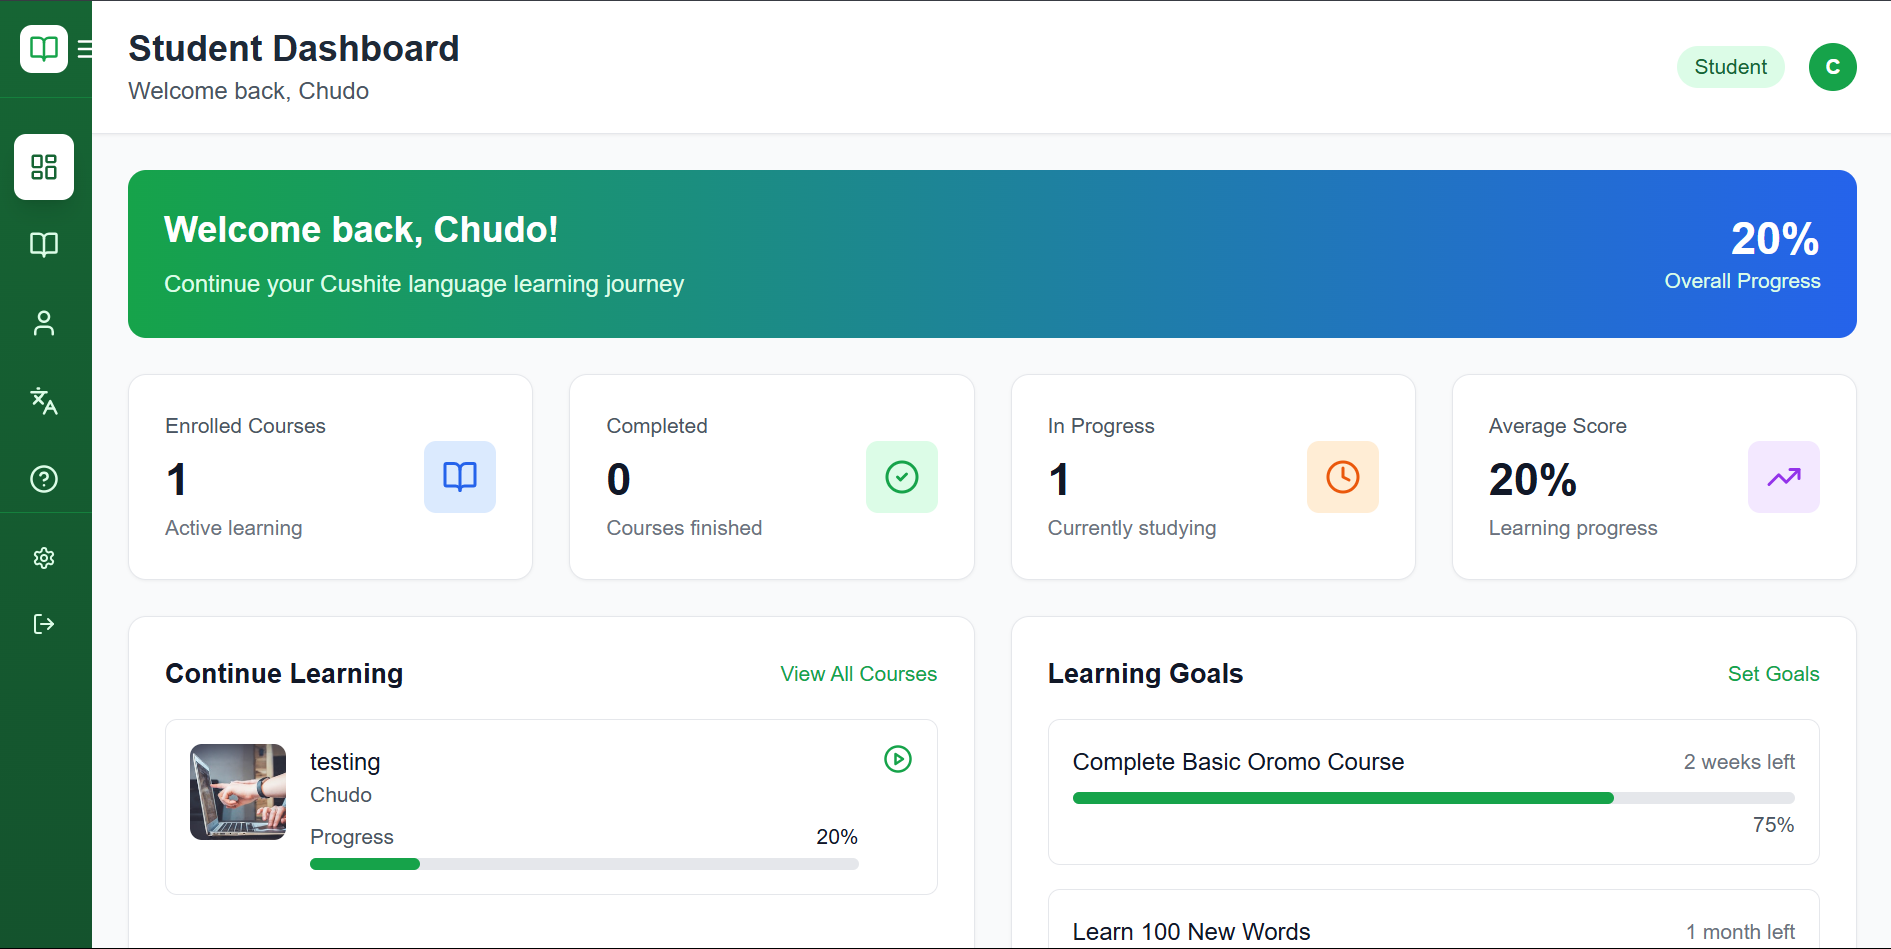 Student Dashboard
Welcome back, Chudo
Student
C
Welcome back, Chudo!
Continue your Cushite language learning journey
20%
Overall Progress
Enrolled Courses
1
Active learning
Completed
0
Courses finished
In Progress
1
Currently studying
Average Score
20%
Learning progress
Continue Learning
View All Courses
testing
Chudo
Progress
20%
Learning Goals
Set Goals
Complete Basic Oromo Course
2 weeks left
75%
Learn 100 New Words
1 month left